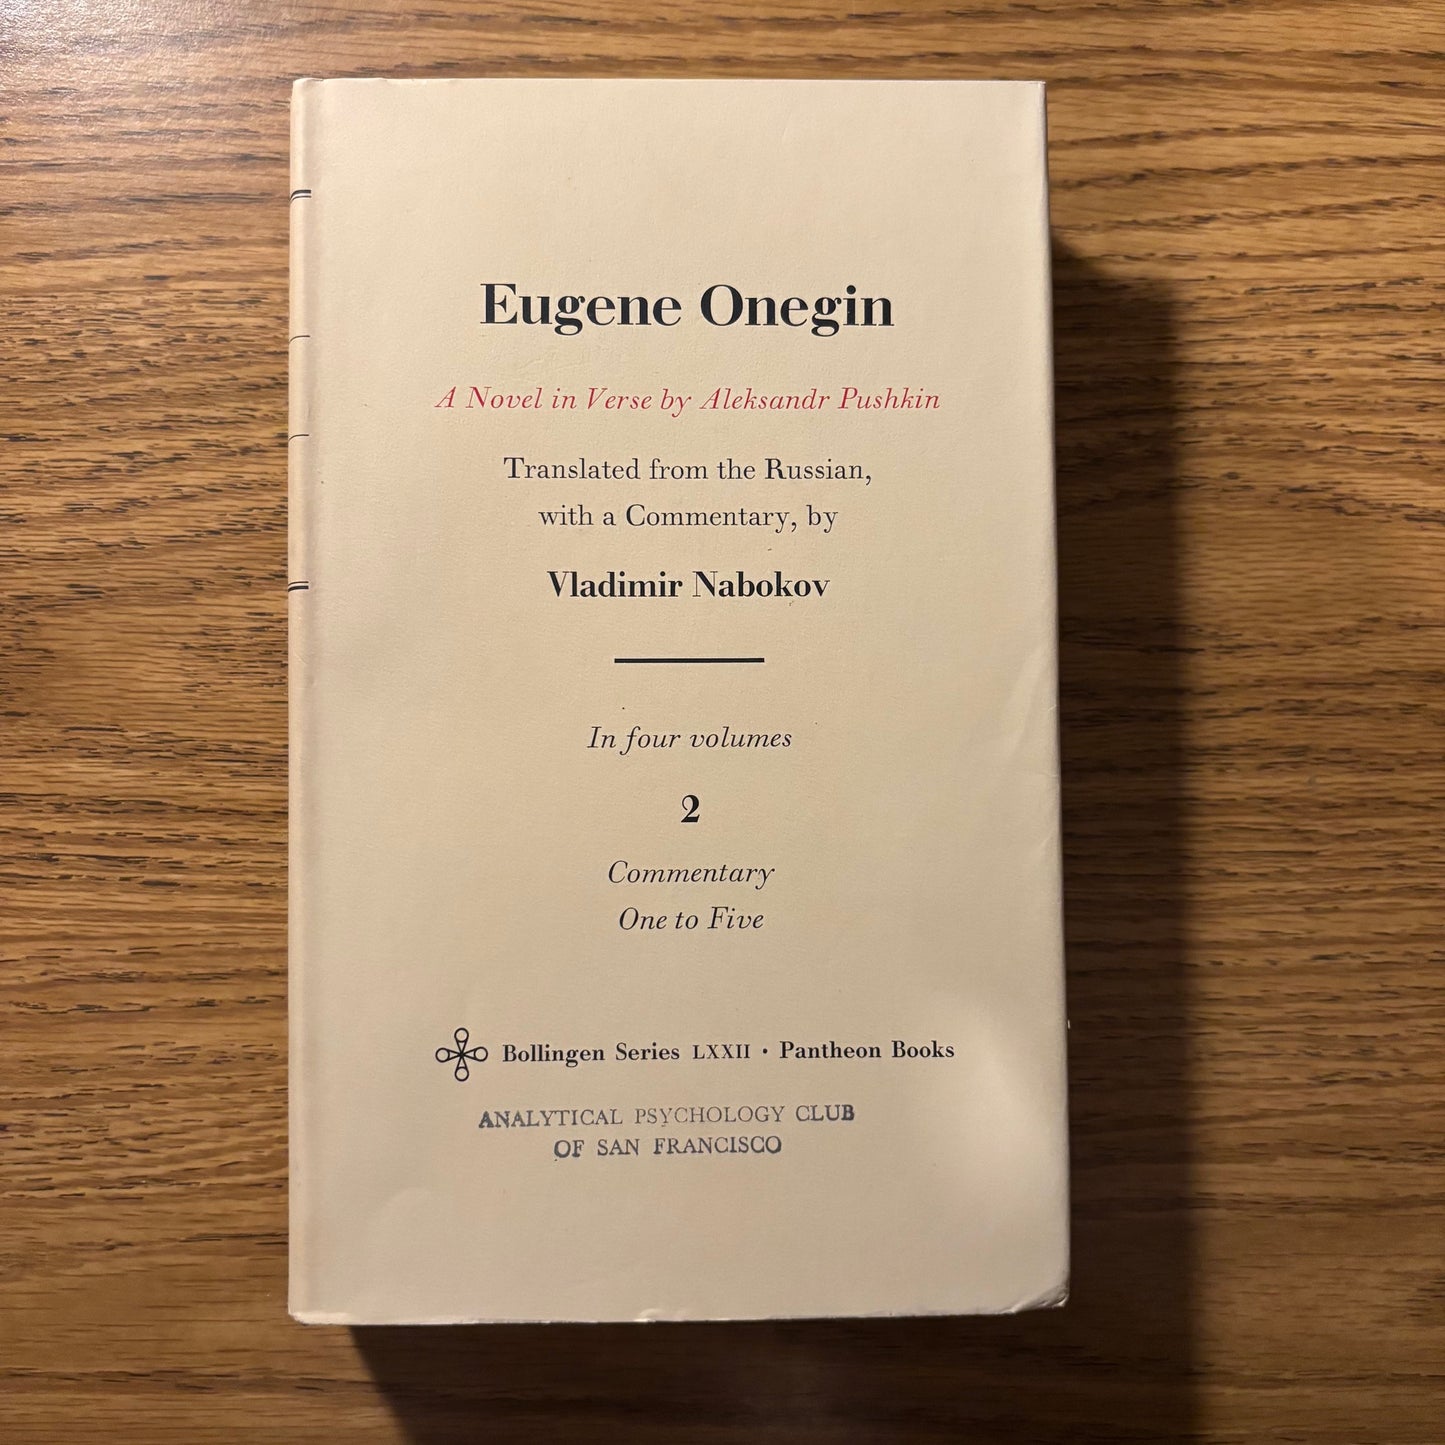 Eugene Onegin
A Novel in Verse by Aleksandr Pushkin
Translated from the Russian,
with a Commentary, by
Vladimir Nabokov
In four volumes
2
Commentary
One to Five
Bollingen Series LXXII • Pantheon Books
ANALYTICAL PSYCHOLOGY CLUB
OF SAN FRANCISCO